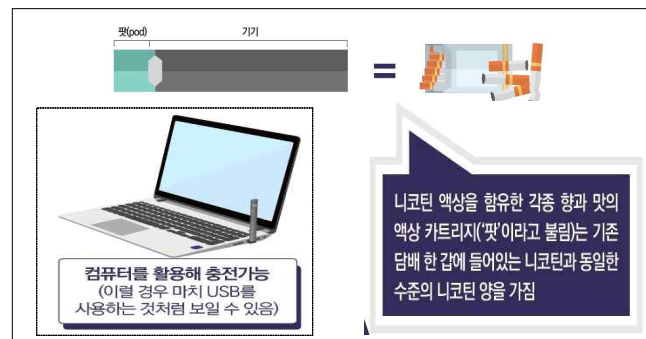 팟(pod) 기기
=
컴퓨터를 활용해 충전가능
(이럴 경우 마치 USB를
사용하는 것처럼 보일 수 있음)
니코틴 액상을 함유한 각종 향과 맛의
액상 카트리지(‘팟’이라고 불림)는 기존
담배 한 갑에 들어있는 니코틴과 동일한
수준의 니코틴 양을 가짐